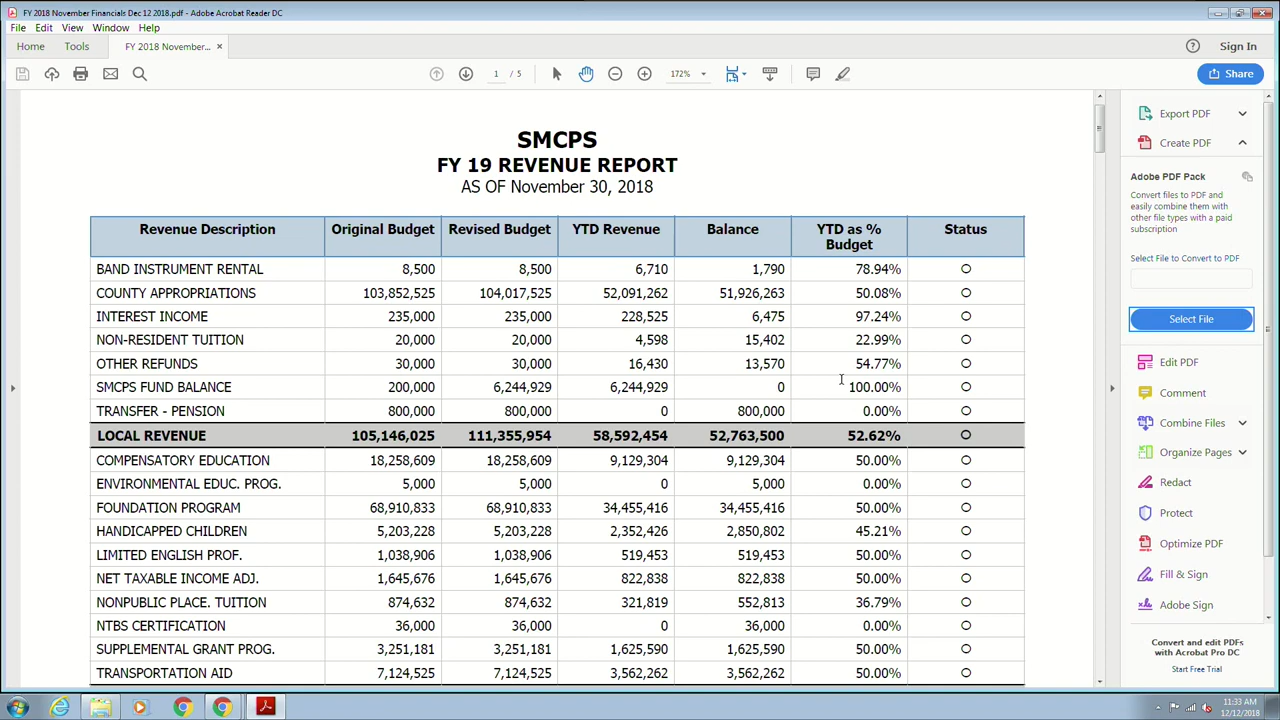 FY 2018 November Financials Dec 12 2018.pdf - Adobe Acrobat Reader DC
File Edit View Window Help
Home Tools FY 2018 November... × Sign In
1 / 5 172% Share
SMCPS
FY 19 REVENUE REPORT
AS OF November 30, 2018
Revenue Description Original Budget Revised Budget YTD Revenue Balance YTD as % Budget Status
BAND INSTRUMENT RENTAL 8,500 8,500 6,710 1,790 78.94%
COUNTY APPROPRIATIONS 103,852,525 104,017,525 52,091,262 51,926,263 50.08%
INTEREST INCOME 235,000 235,000 228,525 6,475 97.24%
NON-RESIDENT TUITION 20,000 20,000 4,598 15,402 22.99%
OTHER REFUNDS 30,000 30,000 16,430 13,570 54.77%
SMCPS FUND BALANCE 200,000 6,244,929 6,244,929 0 100.00%
TRANSFER - PENSION 800,000 800,000 0 800,000 0.00%
LOCAL REVENUE 105,146,025 111,355,954 58,592,454 52,763,500 52.62%
COMPENSATORY EDUCATION 18,258,609 18,258,609 9,129,304 9,129,304 50.00%
ENVIRONMENTAL EDUC. PROG. 5,000 5,000 0 5,000 0.00%
FOUNDATION PROGRAM 68,910,833 68,910,833 34,455,416 34,455,416 50.00%
HANDICAPPED CHILDREN 5,203,228 5,203,228 2,352,426 2,850,802 45.21%
LIMITED ENGLISH PROF. 1,038,906 1,038,906 519,453 519,453 50.00%
NET TAXABLE INCOME ADJ. 1,645,676 1,645,676 822,838 822,838 50.00%
NONPUBLIC PLACE. TUITION 874,632 874,632 321,819 552,813 36.79%
NTBS CERTIFICATION 36,000 36,000 0 36,000 0.00%
SUPPLEMENTAL GRANT PROG. 3,251,181 3,251,181 1,625,590 1,625,590 50.00%
TRANSPORTATION AID 7,124,525 7,124,525 3,562,262 3,562,262 50.00%
Export PDF
Create PDF
Adobe PDF Pack
Convert files to PDF and
easily combine them with
other file types with a paid
subscription
Select File to Convert to PDF
Select File
Edit PDF
Comment
Combine Files
Organize Pages
Redact
Protect
Optimize PDF
Fill & Sign
Adobe Sign
Convert and edit PDFs
with Acrobat Pro DC
Start Free Trial
11:33 AM
12/12/2018